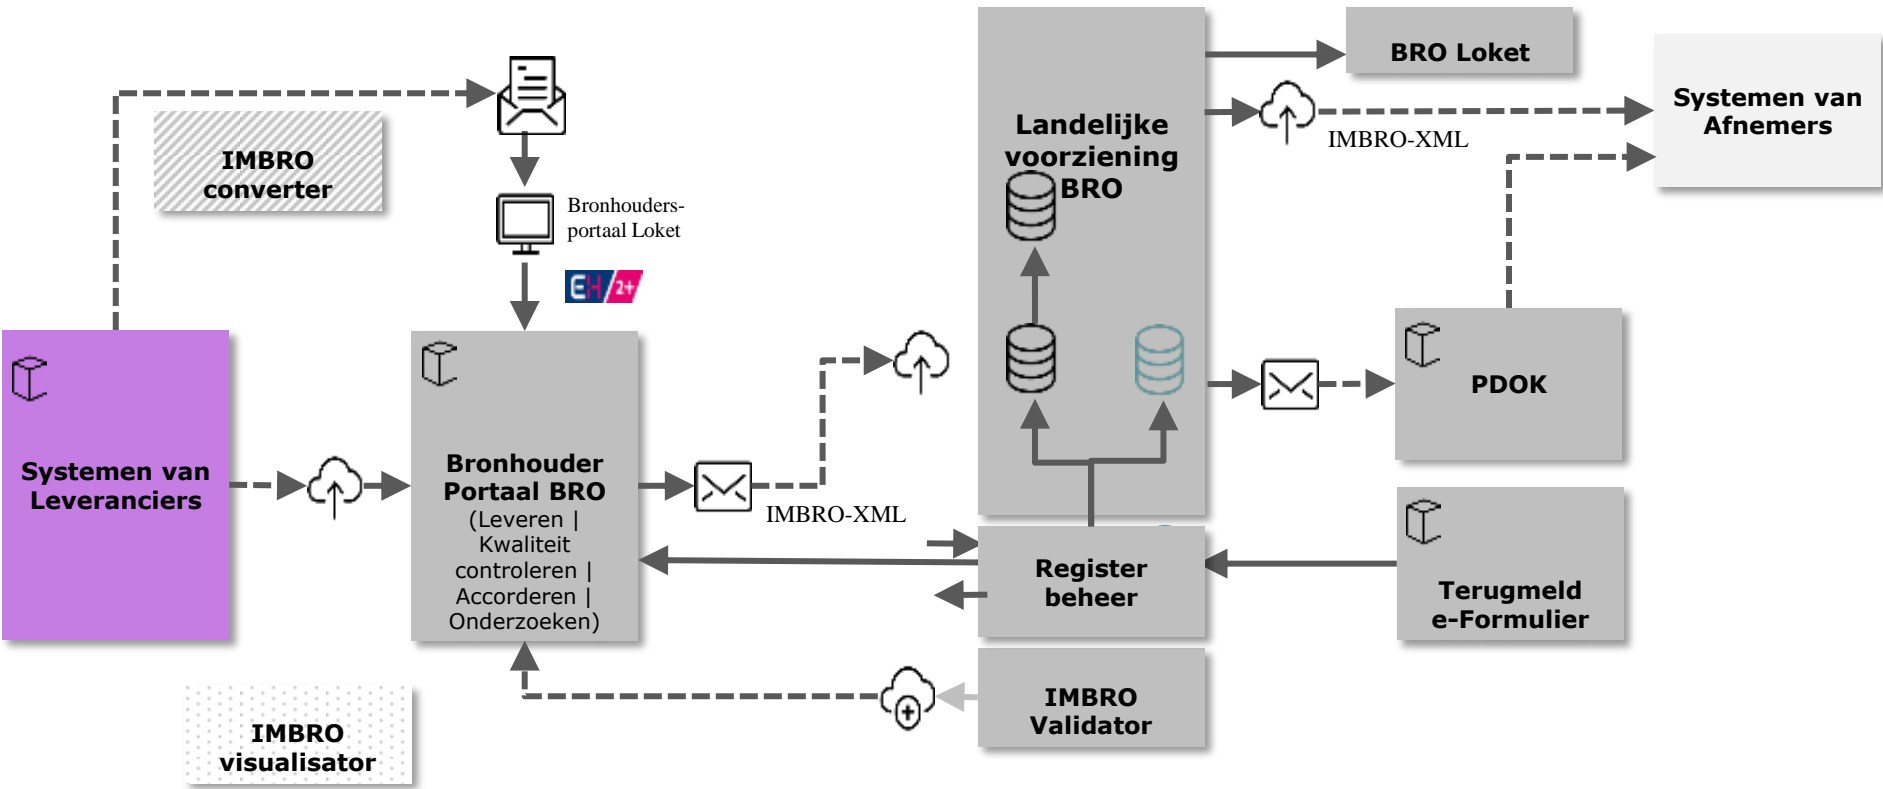 BRO Loket
Systemen van
Afnemers
IMBRO-XML
Landelijke
voorziening
BRO
IMBRO
converter
Bronhouders-
portaal Loket
EH 2+
Systemen van
Leveranciers
Bronhouder
Portaal BRO
(Leveren |
Kwaliteit
controleren |
Accorderen |
Onderzoeken)
IMBRO-XML
PDOK
Register
beheer
Terugmeld
e-Formulier
IMBRO
Validator
IMBRO
visualisator